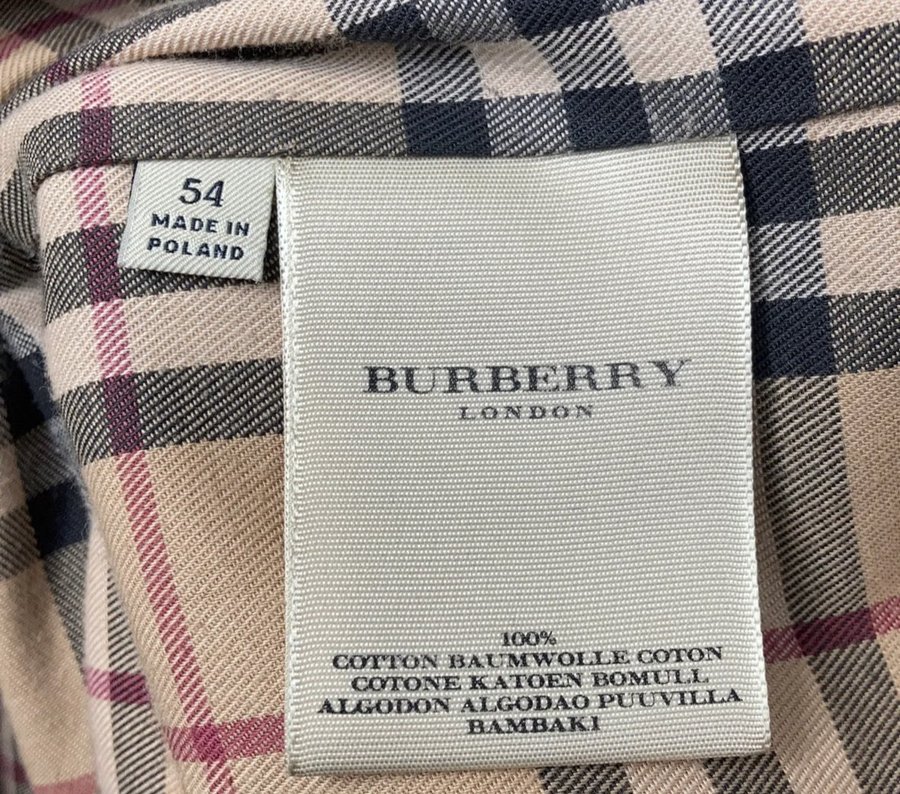 54
MADE IN
POLAND
BURBERRY
LONDON
100%
COTTON BAUMWOLLE COTON
COTONE KATOEN BOMULL
ALGODON ALGODAO PUUVILLA
BAMBAKI